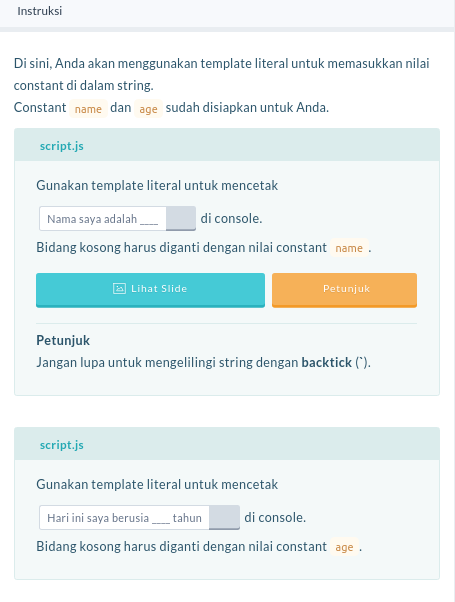 Instruksi
Di sini, Anda akan menggunakan template literal untuk memasukkan nilai
constant di dalam string.
Constant name dan age sudah disiapkan untuk Anda.
script.js
Gunakan template literal untuk mencetak
Nama saya adalah ____ di console.
Bidang kosong harus diganti dengan nilai constant name .
Lihat Slide Petunjuk
Petunjuk
Jangan lupa untuk mengelilingi string dengan backtick (`).
script.js
Gunakan template literal untuk mencetak
Hari ini saya berusia ____ tahun di console.
Bidang kosong harus diganti dengan nilai constant age .